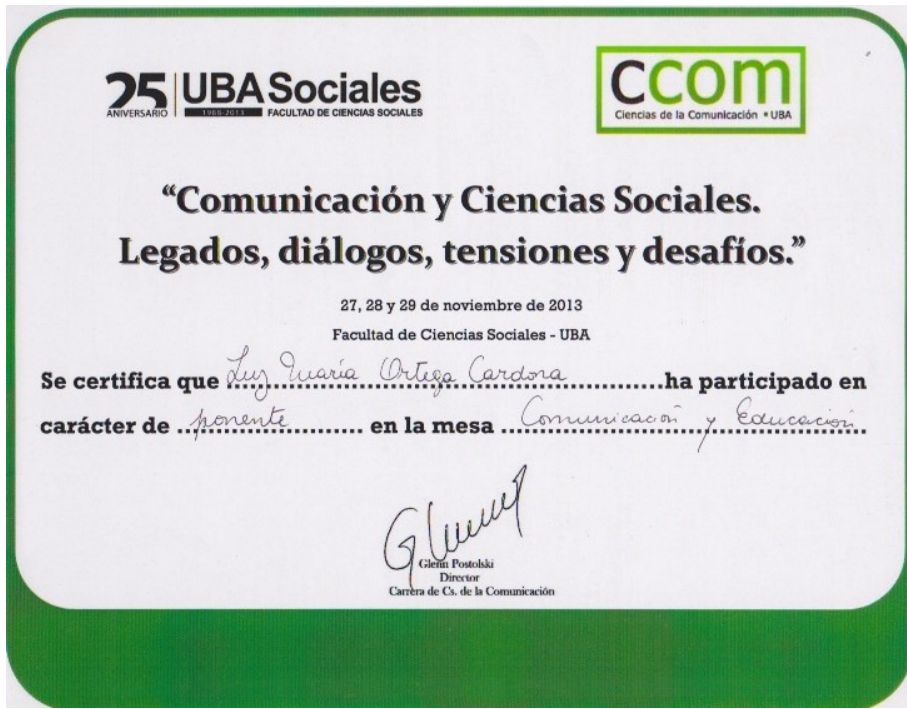 25 UBA Sociales
ANIVERSARIO 1988-2013 FACULTAD DE CIENCIAS SOCIALES
ccom
Ciencias de la Comunicación • UBA
“Comunicación y Ciencias Sociales.
Legados, diálogos, tensiones y desafíos.”
27, 28 y 29 de noviembre de 2013
Facultad de Ciencias Sociales - UBA
Se certifica que Luz María Ortega Cardona ha participado en
carácter de ponente en la mesa Comunicación y Educación
Glenn Postolski
Director
Carrera de Cs. de la Comunicación